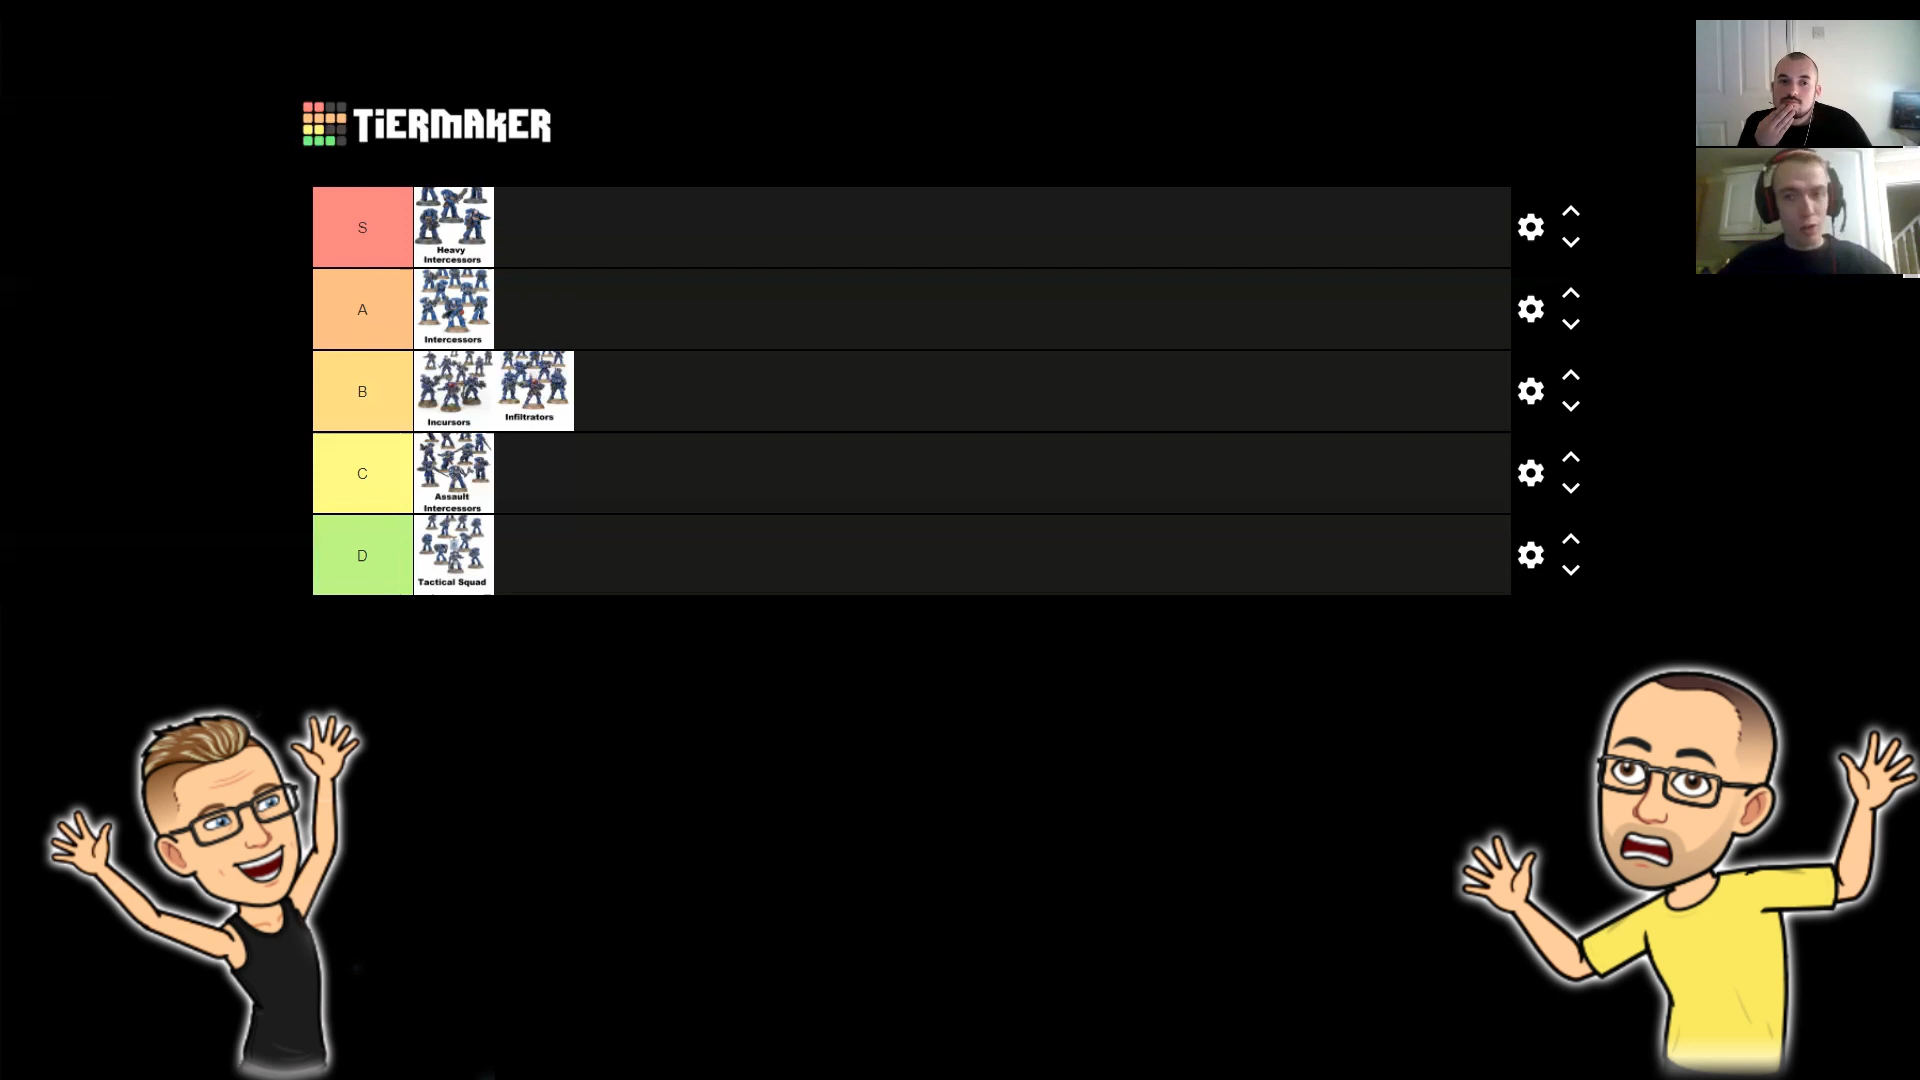 TiERMAKER
S
Heavy
Intercessors
A
Intercessors
B
Incursors
Infiltrators
C
Assault
Intercessors
D
Tactical Squad